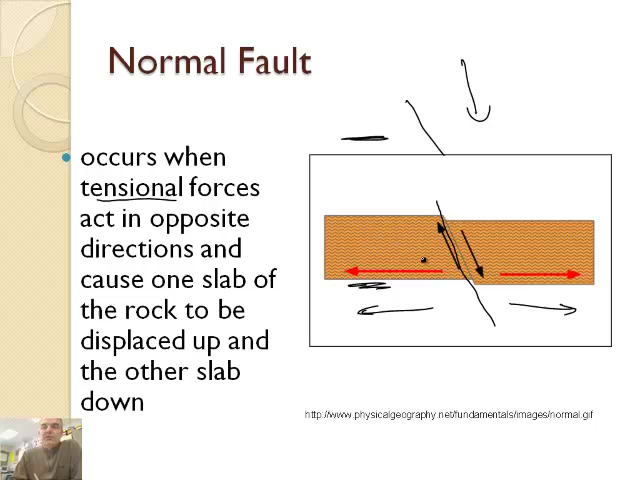 Normal Fault
occurs when
tensional forces
act in opposite
directions and
cause one slab of
the rock to be
displaced up and
the other slab
down
http://www.physicalgeography.net/fundamentals/images/normal.gif